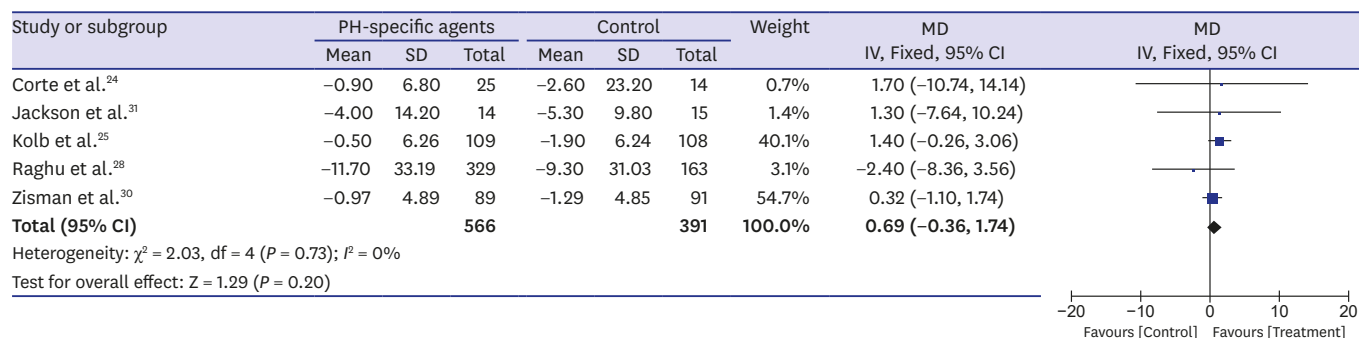 Study or subgroup PH-specific agents Control Weight MD MD
Mean SD Total Mean SD Total IV, Fixed, 95% CI IV, Fixed, 95% CI
Corte et al.²⁴ −0.90 6.80 25 −2.60 23.20 14 0.7% 1.70 (−10.74, 14.14)
Jackson et al.³¹ −4.00 14.20 14 −5.30 9.80 15 1.4% 1.30 (−7.64, 10.24)
Kolb et al.²⁵ −0.50 6.26 109 −1.90 6.24 108 40.1% 1.40 (−0.26, 3.06)
Raghu et al.²⁸ −11.70 33.19 329 −9.30 31.03 163 3.1% −2.40 (−8.36, 3.56)
Zisman et al.³⁰ −0.97 4.89 89 −1.29 4.85 91 54.7% 0.32 (−1.10, 1.74)
Total (95% CI) 566 391 100.0% 0.69 (−0.36, 1.74)
Heterogeneity: χ² = 2.03, df = 4 (P = 0.73); I² = 0%
Test for overall effect: Z = 1.29 (P = 0.20)
−20 −10 0 10 20
Favours [Control] Favours [Treatment]